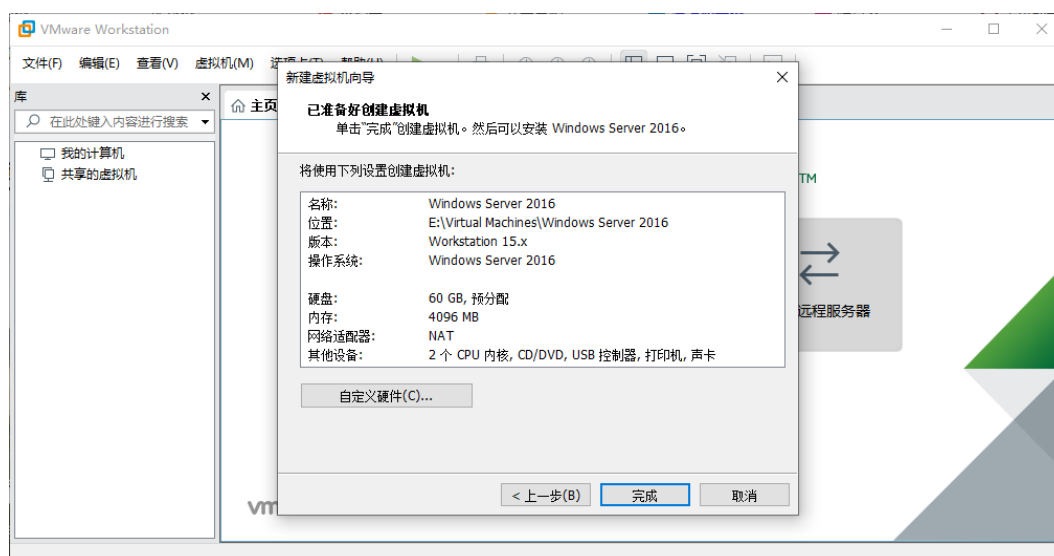 VMware Workstation
文件(F) 编辑(E) 查看(V) 虚拟机(M)
新建虚拟机向导
库
主页
在此处键入内容进行搜索
已准备好创建虚拟机
单击"完成"创建虚拟机。然后可以安装 Windows Server 2016。
我的计算机
共享的虚拟机
将使用下列设置创建虚拟机:
TM
名称: Windows Server 2016
位置: E:\Virtual Machines\Windows Server 2016
版本: Workstation 15.x
操作系统: Windows Server 2016
硬盘: 60 GB, 预分配
内存: 4096 MB
网络适配器: NAT
其他设备: 2 个 CPU 内核, CD/DVD, USB 控制器, 打印机, 声卡
远程服务器
自定义硬件(C)...
< 上一步(B) 完成 取消
vm